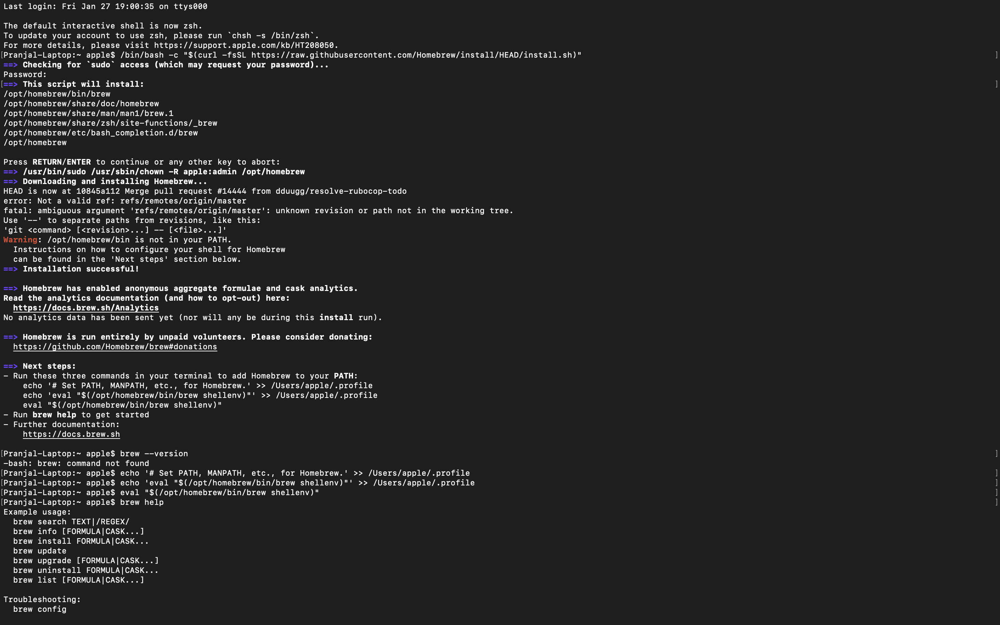 Last login: Fri Jan 27 19:00:35 on ttys000
The default interactive shell is now zsh.
To update your account to use zsh, please run `chsh -s /bin/zsh`.
For more details, please visit https://support.apple.com/kb/HT208050.
[Pranjal-Laptop:~ apple$ /bin/bash -c "$(curl -fsSL https://raw.githubusercontent.com/Homebrew/install/HEAD/install.sh)" ]
==> Checking for `sudo` access (which may request your password)...
Password:
[==> This script will install: ]
/opt/homebrew/bin/brew
/opt/homebrew/share/doc/homebrew
/opt/homebrew/share/man/man1/brew.1
/opt/homebrew/share/zsh/site-functions/_brew
/opt/homebrew/etc/bash_completion.d/brew
/opt/homebrew
Press RETURN/ENTER to continue or any other key to abort:
==> /usr/bin/sudo /usr/sbin/chown -R apple:admin /opt/homebrew
==> Downloading and installing Homebrew...
HEAD is now at 10845a112 Merge pull request #14444 from dduugg/resolve-rubocop-todo
error: Not a valid ref: refs/remotes/origin/master
fatal: ambiguous argument 'refs/remotes/origin/master': unknown revision or path not in the working tree.
Use '--' to separate paths from revisions, like this:
'git <command> [<revision>...] -- [<file>...]'
Warning: /opt/homebrew/bin is not in your PATH.
  Instructions on how to configure your shell for Homebrew
  can be found in the 'Next steps' section below.
==> Installation successful!
==> Homebrew has enabled anonymous aggregate formulae and cask analytics.
Read the analytics documentation (and how to opt-out) here:
  https://docs.brew.sh/Analytics
No analytics data has been sent yet (nor will any be during this install run).
==> Homebrew is run entirely by unpaid volunteers. Please consider donating:
  https://github.com/Homebrew/brew#donations
==> Next steps:
- Run these three commands in your terminal to add Homebrew to your PATH:
    echo '# Set PATH, MANPATH, etc., for Homebrew.' >> /Users/apple/.profile
    echo 'eval "$(/opt/homebrew/bin/brew shellenv)"' >> /Users/apple/.profile
    eval "$(/opt/homebrew/bin/brew shellenv)"
- Run brew help to get started
- Further documentation:
    https://docs.brew.sh
[Pranjal-Laptop:~ apple$ brew --version ]
-bash: brew: command not found
[Pranjal-Laptop:~ apple$ echo '# Set PATH, MANPATH, etc., for Homebrew.' >> /Users/apple/.profile ]
[Pranjal-Laptop:~ apple$ echo 'eval "$(/opt/homebrew/bin/brew shellenv)"' >> /Users/apple/.profile ]
[Pranjal-Laptop:~ apple$ eval "$(/opt/homebrew/bin/brew shellenv)" ]
[Pranjal-Laptop:~ apple$ brew help ]
Example usage:
  brew search TEXT|/REGEX/
  brew info [FORMULA|CASK...]
  brew install FORMULA|CASK...
  brew update
  brew upgrade [FORMULA|CASK...]
  brew uninstall FORMULA|CASK...
  brew list [FORMULA|CASK...]
Troubleshooting:
  brew config